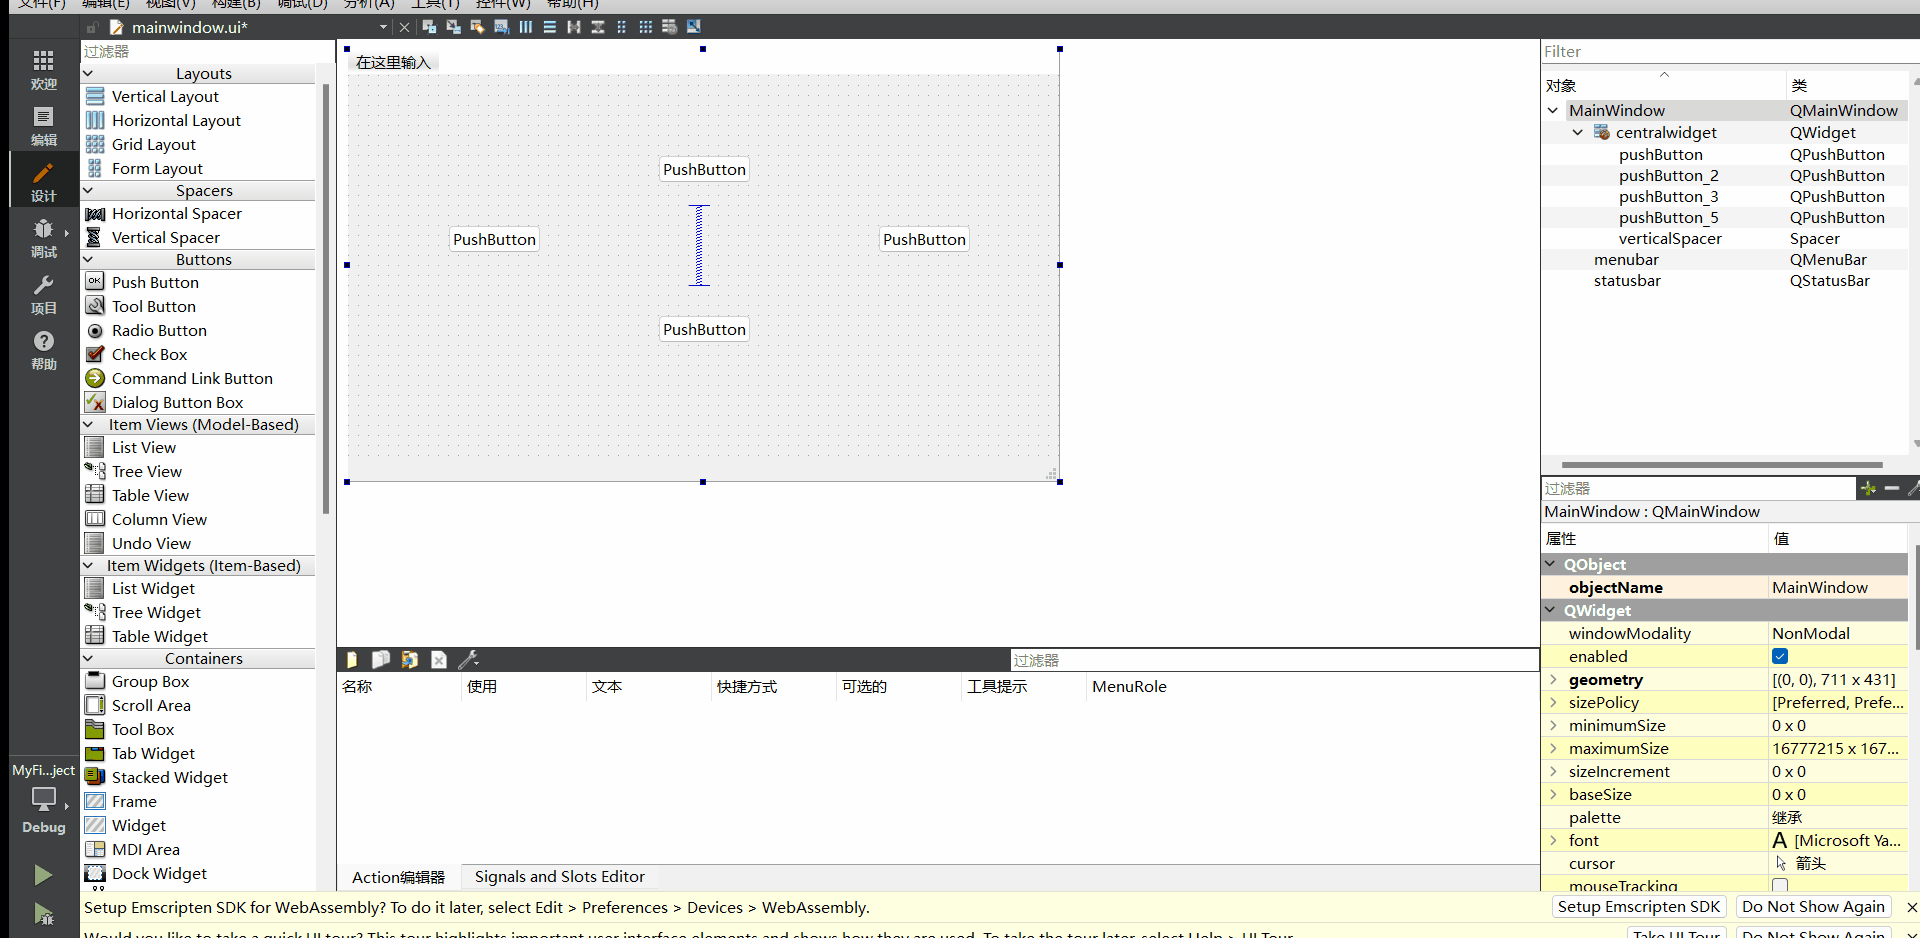 文件(F) 编辑(E) 视图(V) 构建(B) 调试(D) 分析(A) 工具(T) 控件(W) 帮助(H)
mainwindow.ui*
欢迎
编辑
设计
调试
项目
帮助
MyFi...ject
Debug
过滤器
Layouts
Vertical Layout
Horizontal Layout
Grid Layout
Form Layout
Spacers
Horizontal Spacer
Vertical Spacer
Buttons
Push Button
Tool Button
Radio Button
Check Box
Command Link Button
Dialog Button Box
Item Views (Model-Based)
List View
Tree View
Table View
Column View
Undo View
Item Widgets (Item-Based)
List Widget
Tree Widget
Table Widget
Containers
Group Box
Scroll Area
Tool Box
Tab Widget
Stacked Widget
Frame
Widget
MDI Area
Dock Widget
在这里输入
PushButton
PushButton
PushButton
PushButton
过滤器
名称 使用 文本 快捷方式 可选的 工具提示 MenuRole
Action编辑器 Signals and Slots Editor
Filter
对象 类
MainWindow QMainWindow
centralwidget QWidget
pushButton QPushButton
pushButton_2 QPushButton
pushButton_3 QPushButton
pushButton_5 QPushButton
verticalSpacer Spacer
menubar QMenuBar
statusbar QStatusBar
过滤器
MainWindow : QMainWindow
属性 值
QObject
objectName MainWindow
QWidget
windowModality NonModal
enabled
geometry [(0, 0), 711 x 431]
sizePolicy [Preferred, Prefe...
minimumSize 0 x 0
maximumSize 16777215 x 167...
sizeIncrement 0 x 0
baseSize 0 x 0
palette 继承
font A [Microsoft Ya...
cursor 箭头
mouseTracking
Setup Emscripten SDK for WebAssembly? To do it later, select Edit > Preferences > Devices > WebAssembly. Setup Emscripten SDK Do Not Show Again
Would you like to take a quick UI tour? This tour highlights important user interface elements and shows how they are used. To take the tour later, select Help > UI Tour. Take UI Tour Do Not Show Again